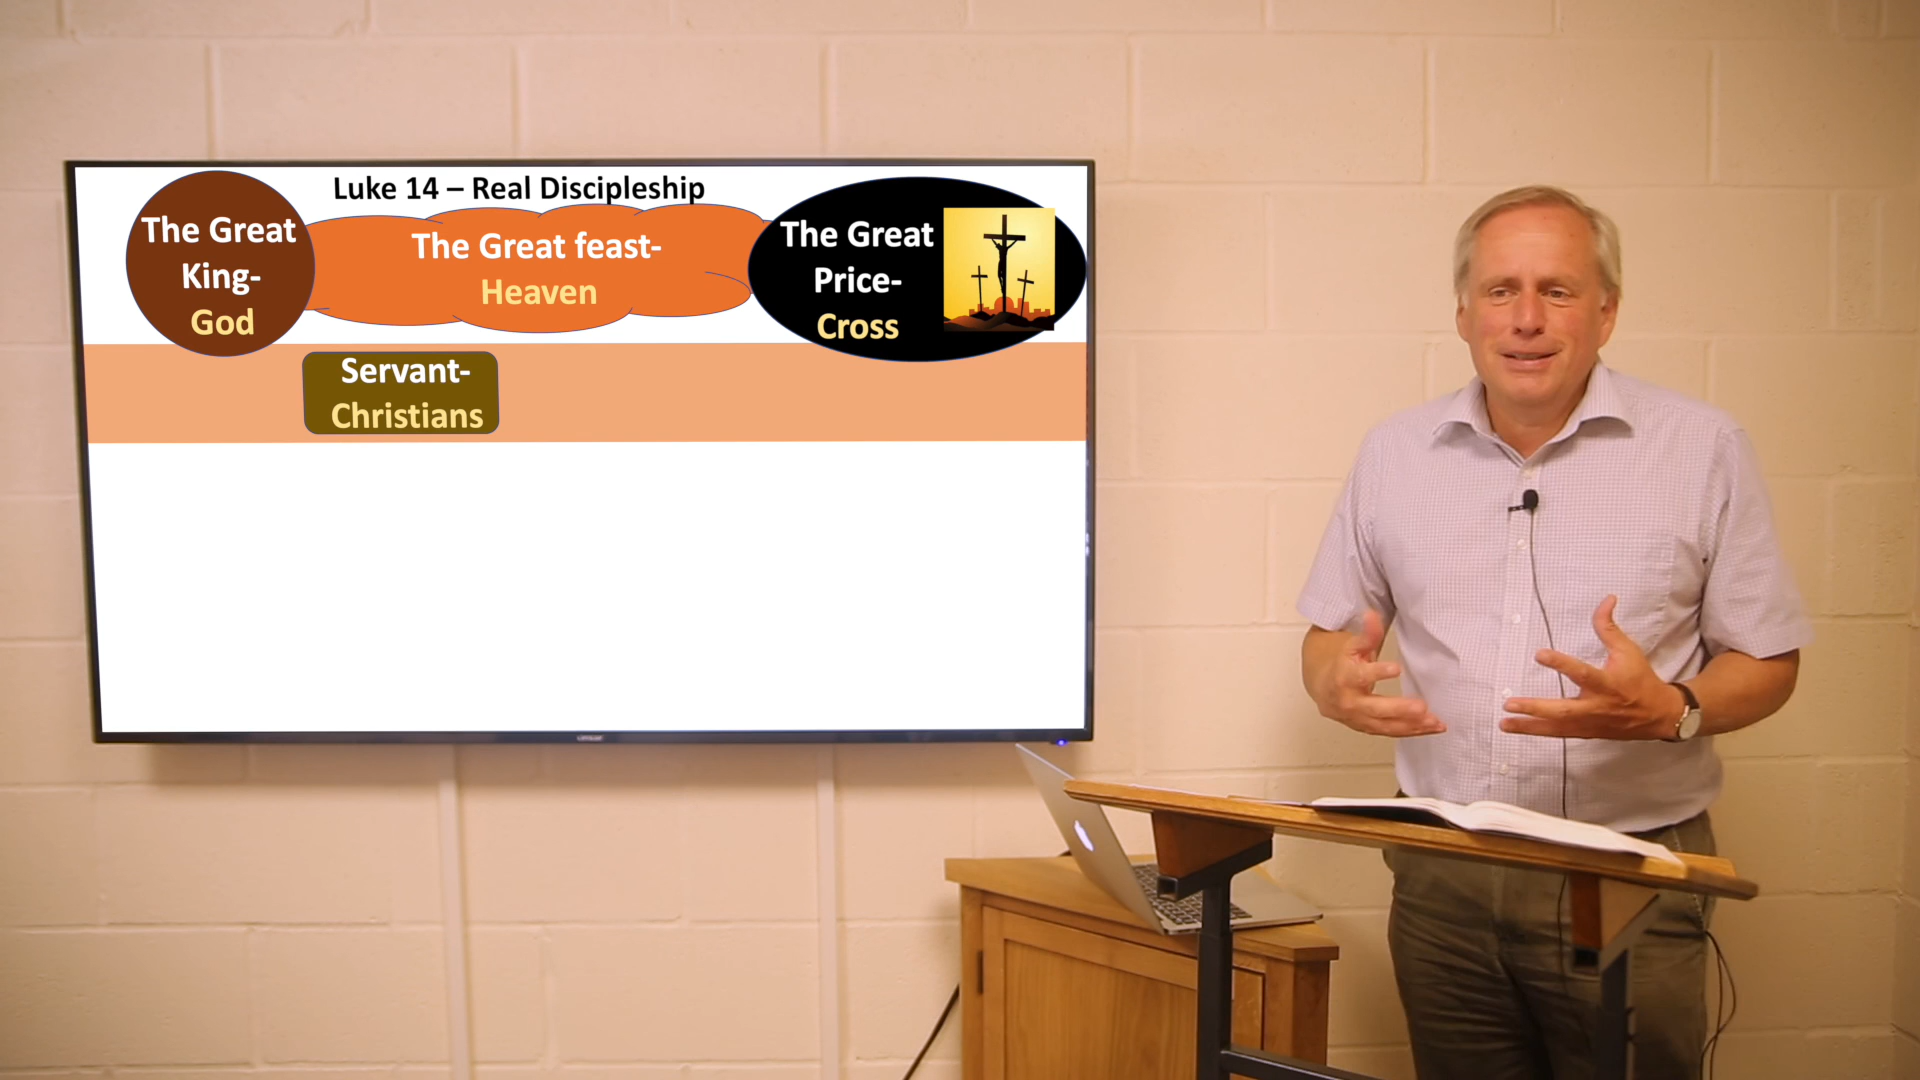 Luke 14 – Real Discipleship
The Great
King-
God
The Great feast-
Heaven
The Great
Price-
Cross
Servant-
Christians